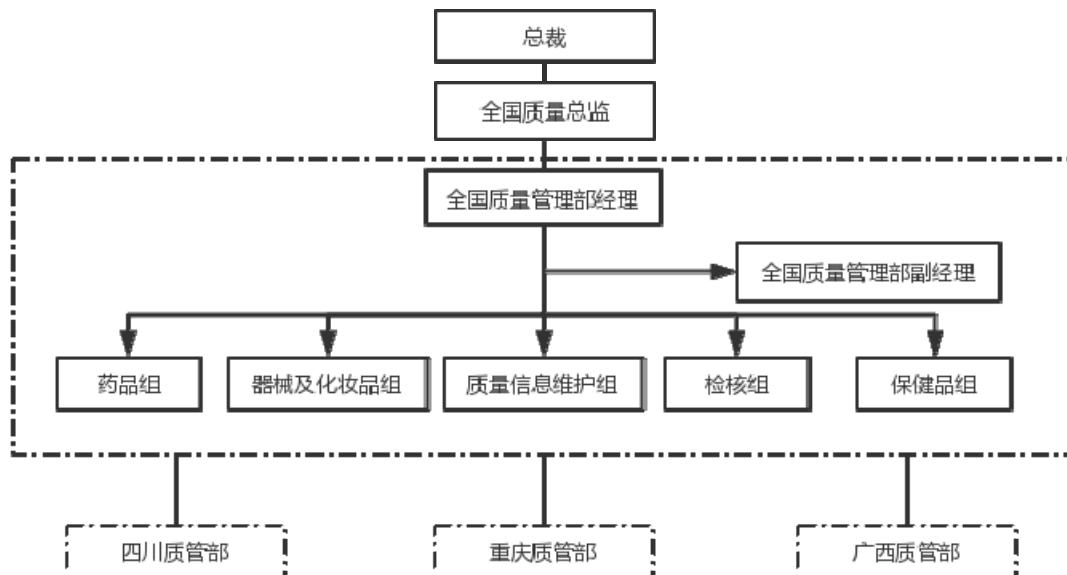 总裁
全国质量总监
全国质量管理部经理
全国质量管理部副经理
药品组
器械及化妆品组
质量信息维护组
检核组
保健品组
四川质管部
重庆质管部
广西质管部